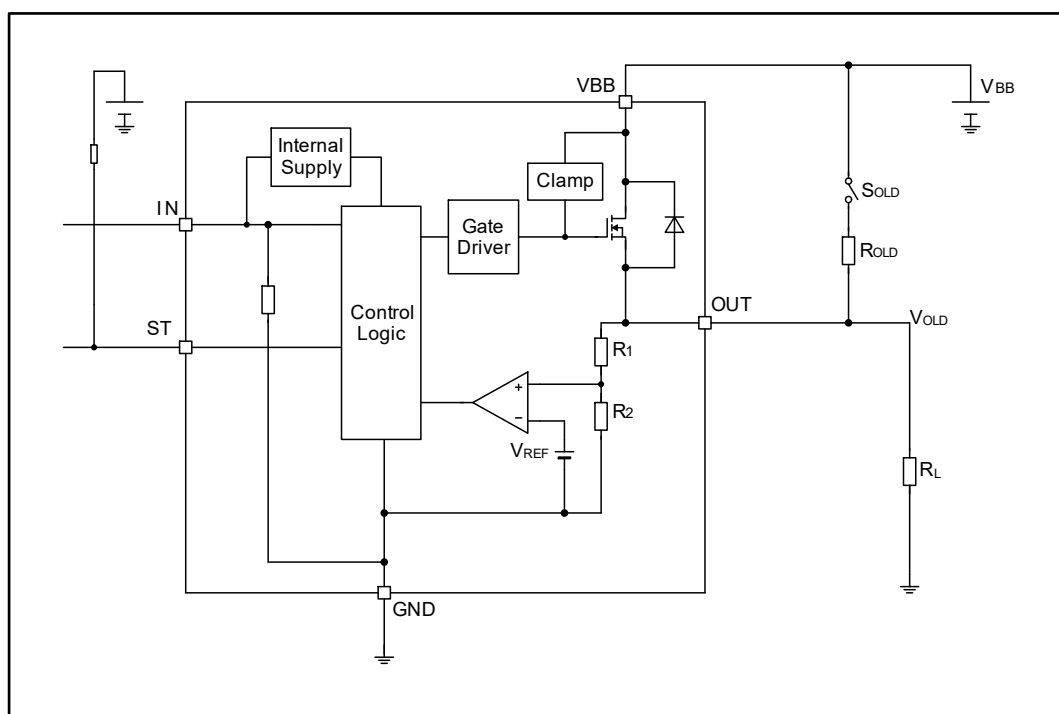 VBB
VBB
Internal
Supply
Clamp
SOLD
IN
Gate
Driver
ROLD
OUT
Control
Logic
ST
VOLD
R1
+
R2
−
VREF
RL
GND